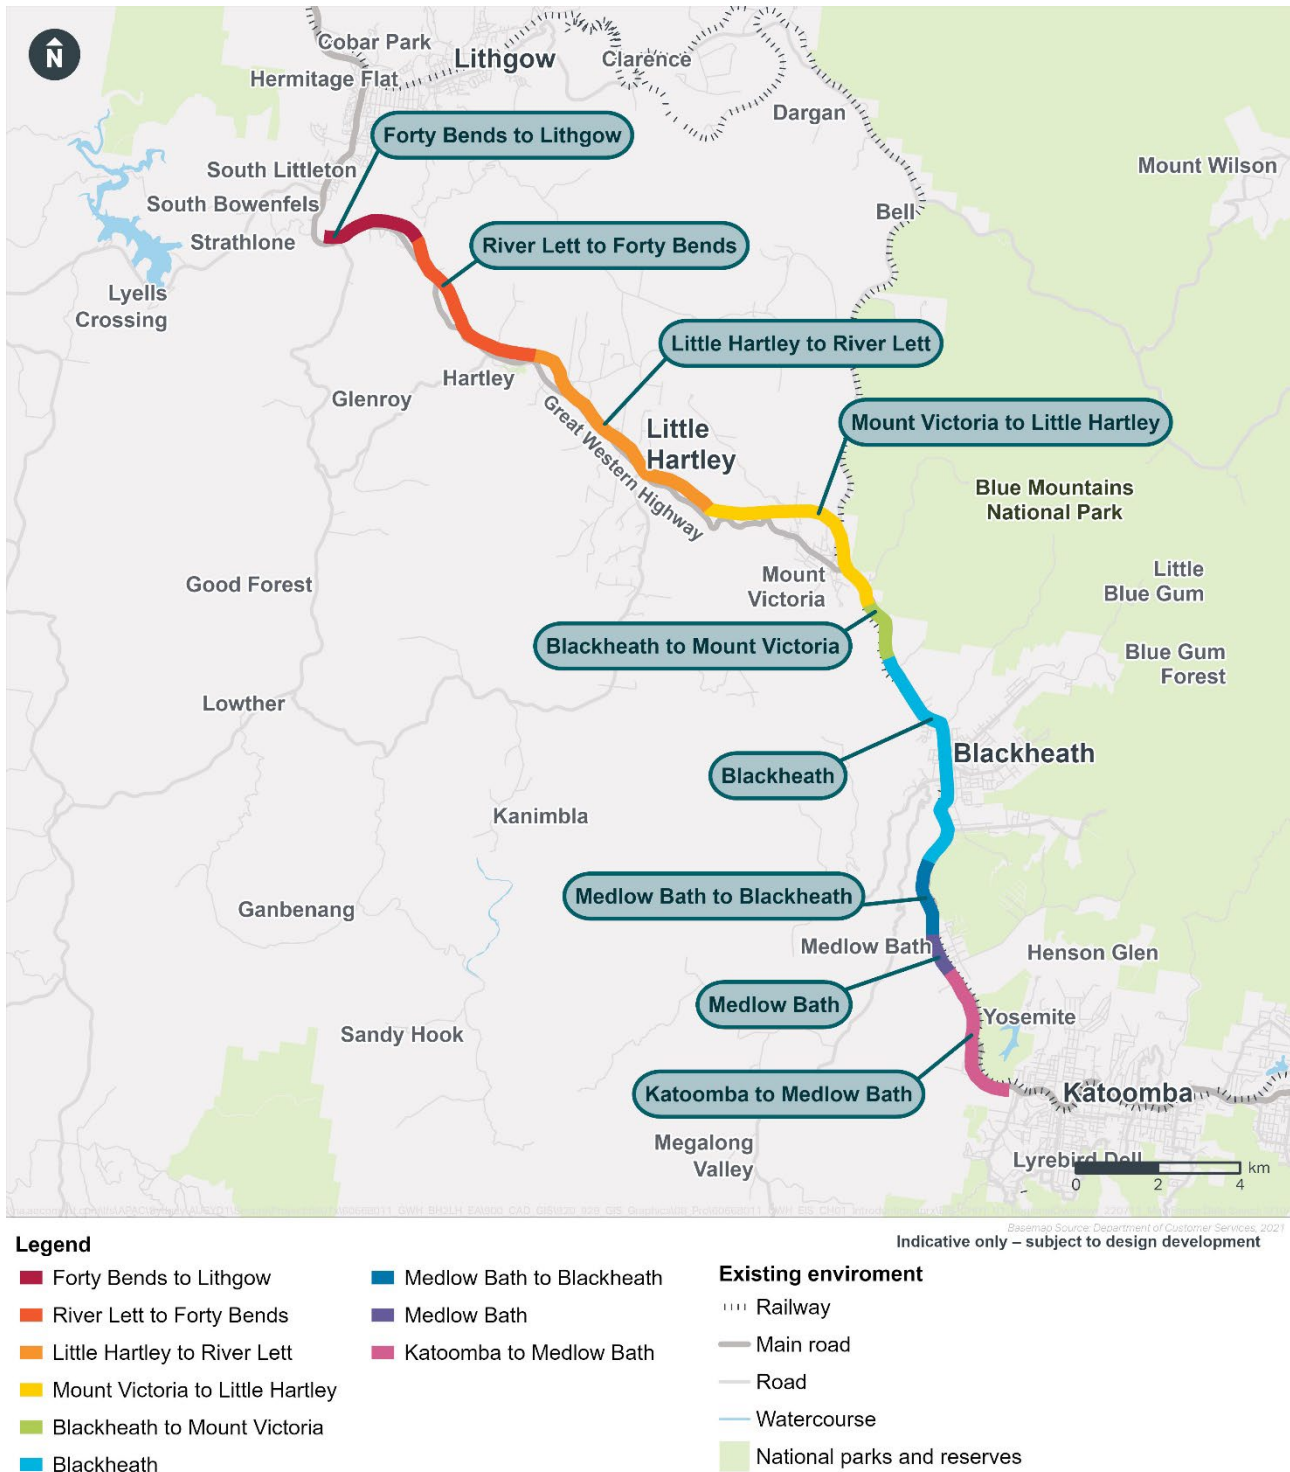 N
Cobar Park
Lithgow
Clarence
Hermitage Flat
Dargan
Forty Bends to Lithgow
South Littleton
Mount Wilson
South Bowenfels
Bell
Strathlone
River Lett to Forty Bends
Lyells
Crossing
Little Hartley to River Lett
Hartley
Glenroy
Great Western Highway
Little
Hartley
Mount Victoria to Little Hartley
Blue Mountains
National Park
Mount
Victoria
Little
Blue Gum
Good Forest
Blackheath to Mount Victoria
Blue Gum
Forest
Lowther
Blackheath
Blackheath
Kanimbla
Medlow Bath to Blackheath
Ganbenang
Medlow Bath
Henson Glen
Medlow Bath
Yosemite
Sandy Hook
Katoomba to Medlow Bath
Katoomba
Megalong
Valley
Lyrebird Dell
km
0 2 4
Basemap Source: Department of Customer Services, 2021
Indicative only – subject to design development
Legend
Forty Bends to Lithgow
River Lett to Forty Bends
Little Hartley to River Lett
Mount Victoria to Little Hartley
Blackheath to Mount Victoria
Blackheath
Medlow Bath to Blackheath
Medlow Bath
Katoomba to Medlow Bath
Existing enviroment
Railway
Main road
Road
Watercourse
National parks and reserves